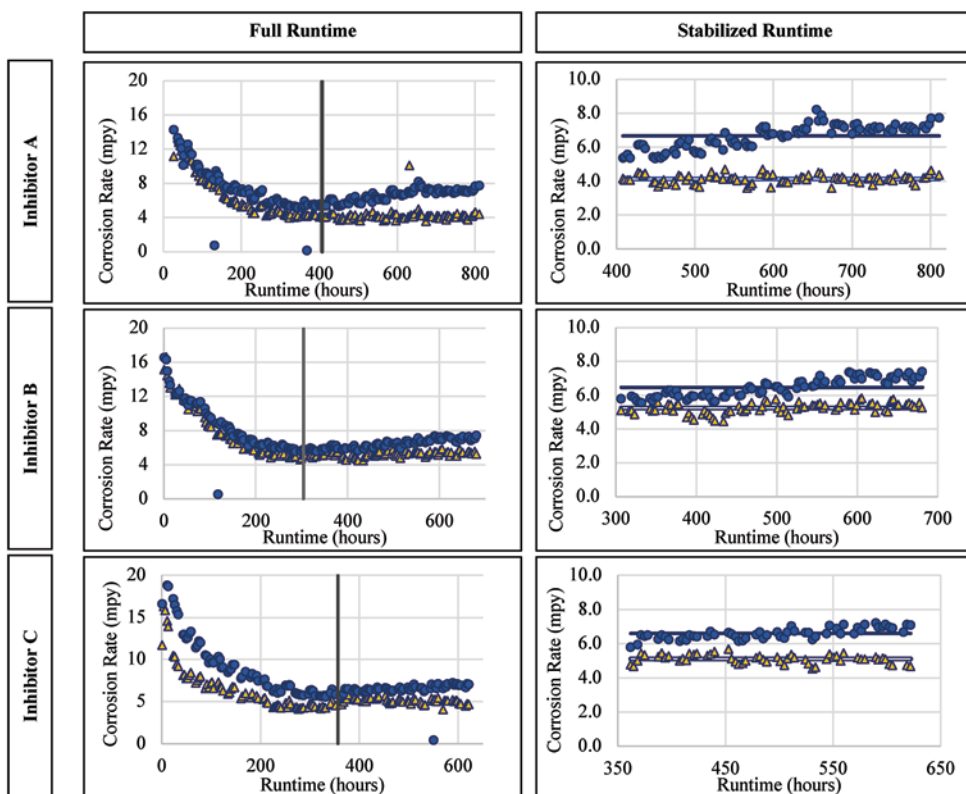 Full Runtime
Stabilized Runtime
Inhibitor A
Corrosion Rate (mpy)
20
16
12
8
4
0
0 200 400 600 800
Runtime (hours)
Corrosion Rate (mpy)
10.0
8.0
6.0
4.0
2.0
0.0
400 500 600 700 800
Runtime (hours)
Inhibitor B
Corrosion Rate (mpy)
20
16
12
8
4
0
0 200 400 600
Runtime (hours)
Corrosion Rate (mpy)
10.0
8.0
6.0
4.0
2.0
0.0
300 400 500 600 700
Runtime (hours)
Inhibitor C
Corrosion Rate (mpy)
20
15
10
5
0
0 200 400 600
Runtime (hours)
Corrosion Rate (mpy)
10.0
8.0
6.0
4.0
2.0
0.0
350 450 550 650
Runtime (hours)